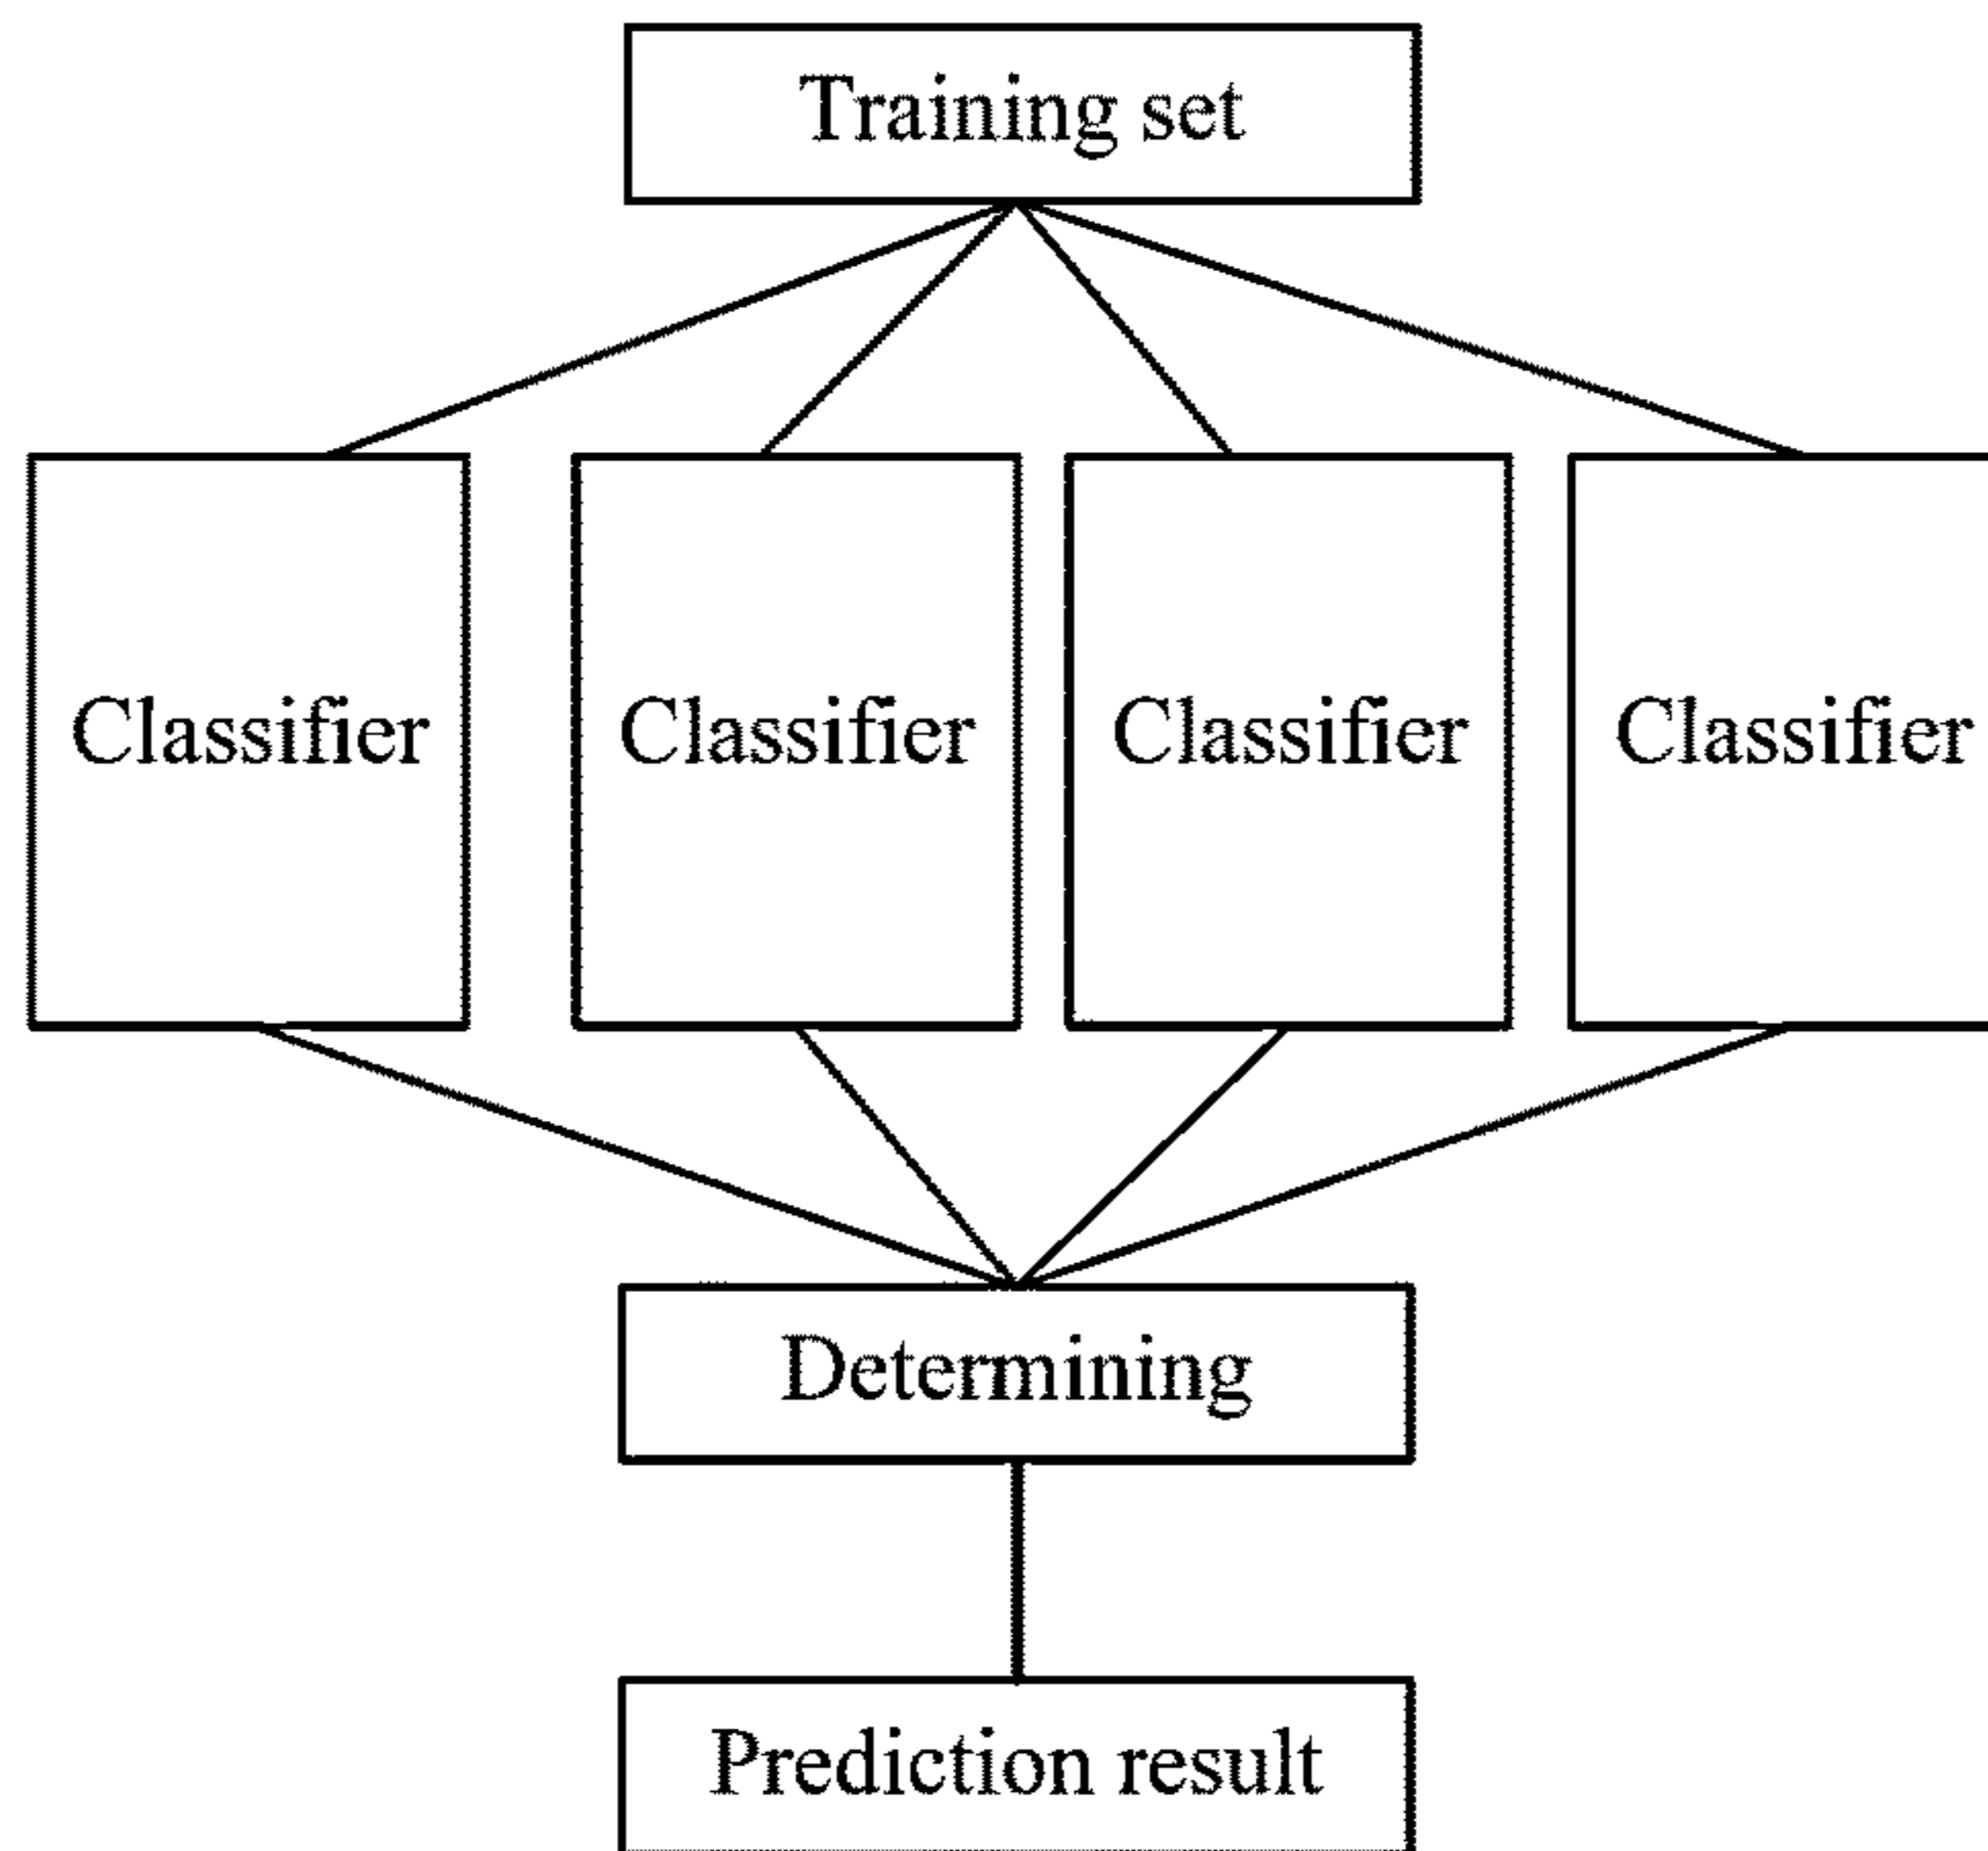 Training set
Classifier
Classifier
Classifier
Classifier
Determining
Prediction result